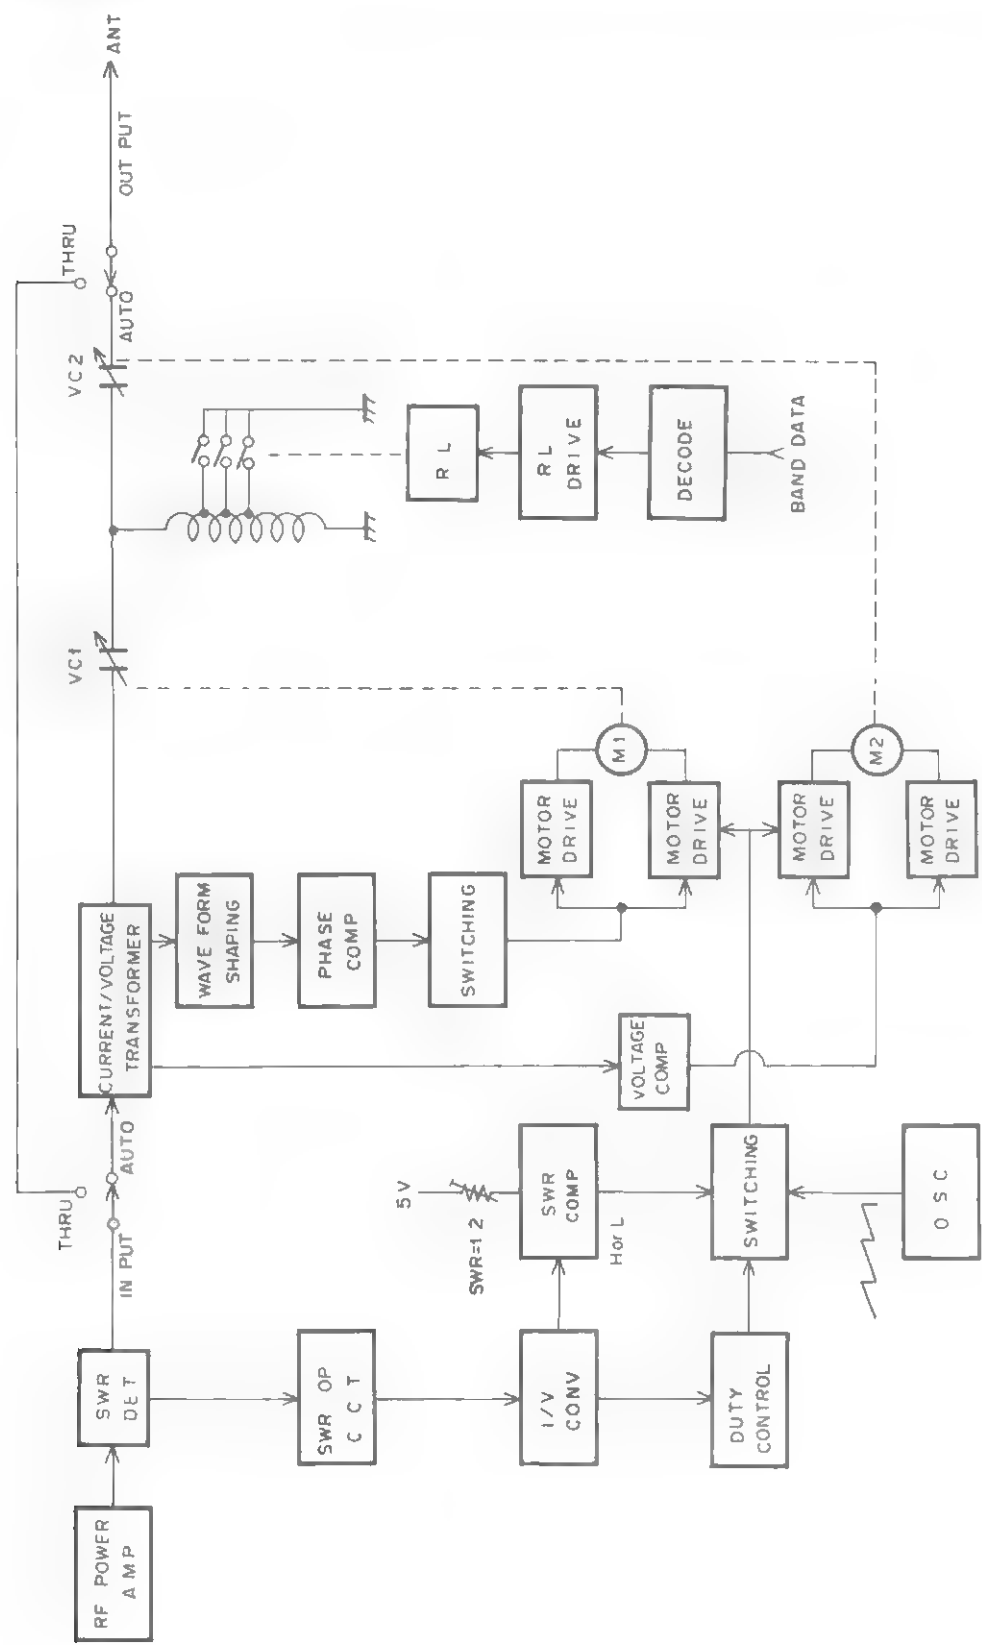 RF POWER
AMP
SWR
DET
IN PUT
THRU
AUTO
CURRENT/VOLTAGE
TRANSFORMER
VC1
VC2
AUTO
THRU
OUT PUT
ANT
WAVE FORM
SHAPING
PHASE
COMP
SWITCHING
SWR OP
C C T
I/V
CONV
DUTY
CONTROL
5V
SWR=1 2
SWR
COMP
H or L
SWITCHING
O S C
VOLTAGE
COMP
MOTOR
DRIVE
MOTOR
DRIVE
M1
MOTOR
DRIVE
MOTOR
DRIVE
M2
R L
R L
DRIVE
DECODE
BAND DATA